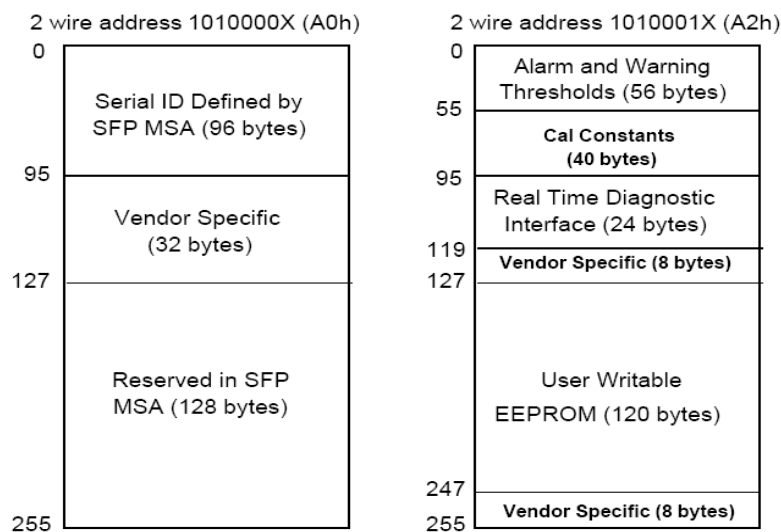 2 wire address 1010000X (A0h)
0
Serial ID Defined by
SFP MSA (96 bytes)
95
Vendor Specific
(32 bytes)
127
Reserved in SFP
MSA (128 bytes)
255
2 wire address 1010001X (A2h)
0
Alarm and Warning
Thresholds (56 bytes)
55
Cal Constants
(40 bytes)
95
Real Time Diagnostic
Interface (24 bytes)
119
Vendor Specific (8 bytes)
127
User Writable
EEPROM (120 bytes)
247
Vendor Specific (8 bytes)
255